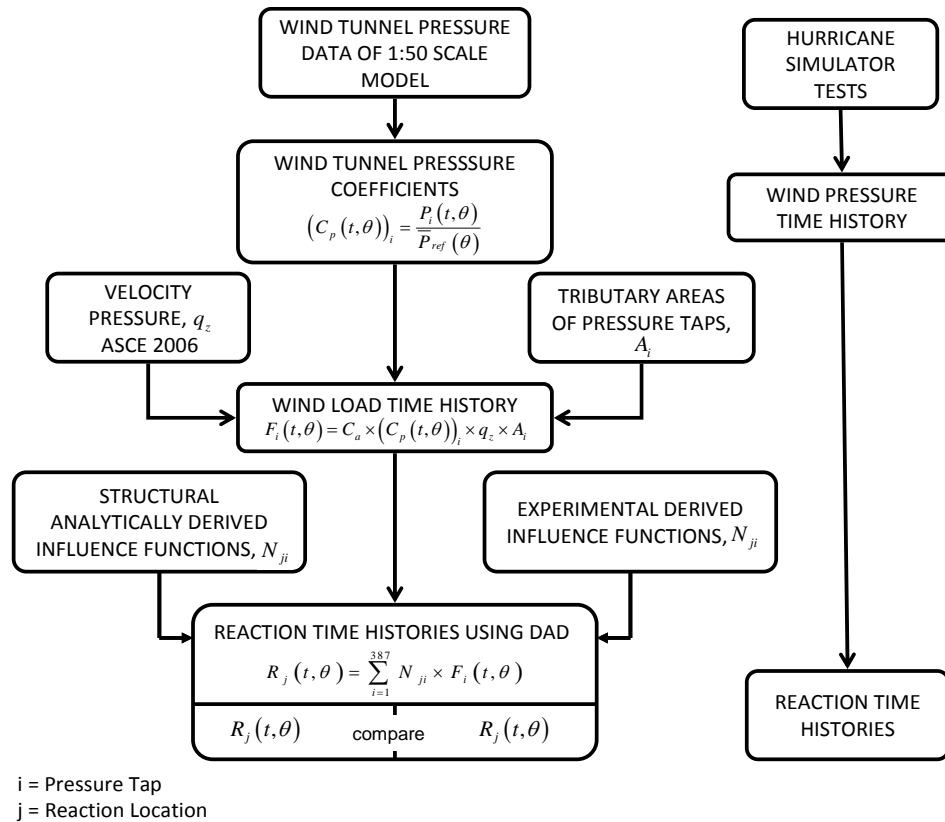 WIND TUNNEL PRESSURE
DATA OF 1:50 SCALE
MODEL
HURRICANE
SIMULATOR
TESTS
WIND TUNNEL PRESSSURE
COEFFICIENTS
(C_p(t,θ))_i = P_i(t,θ) / P̅_ref(θ)
WIND PRESSURE
TIME HISTORY
VELOCITY
PRESSURE, q_z
ASCE 2006
TRIBUTARY AREAS
OF PRESSURE TAPS,
A_i
WIND LOAD TIME HISTORY
F_i(t,θ) = C_a × (C_p(t,θ))_i × q_z × A_i
STRUCTURAL
ANALYTICALLY DERIVED
INFLUENCE FUNCTIONS, N_ji
EXPERIMENTAL DERIVED
INFLUENCE FUNCTIONS, N_ji
REACTION TIME HISTORIES USING DAD
R_j(t,θ) = ∑_{i=1}^{387} N_ji × F_i(t,θ)
R_j(t,θ) compare R_j(t,θ)
REACTION TIME
HISTORIES
i = Pressure Tap
j = Reaction Location